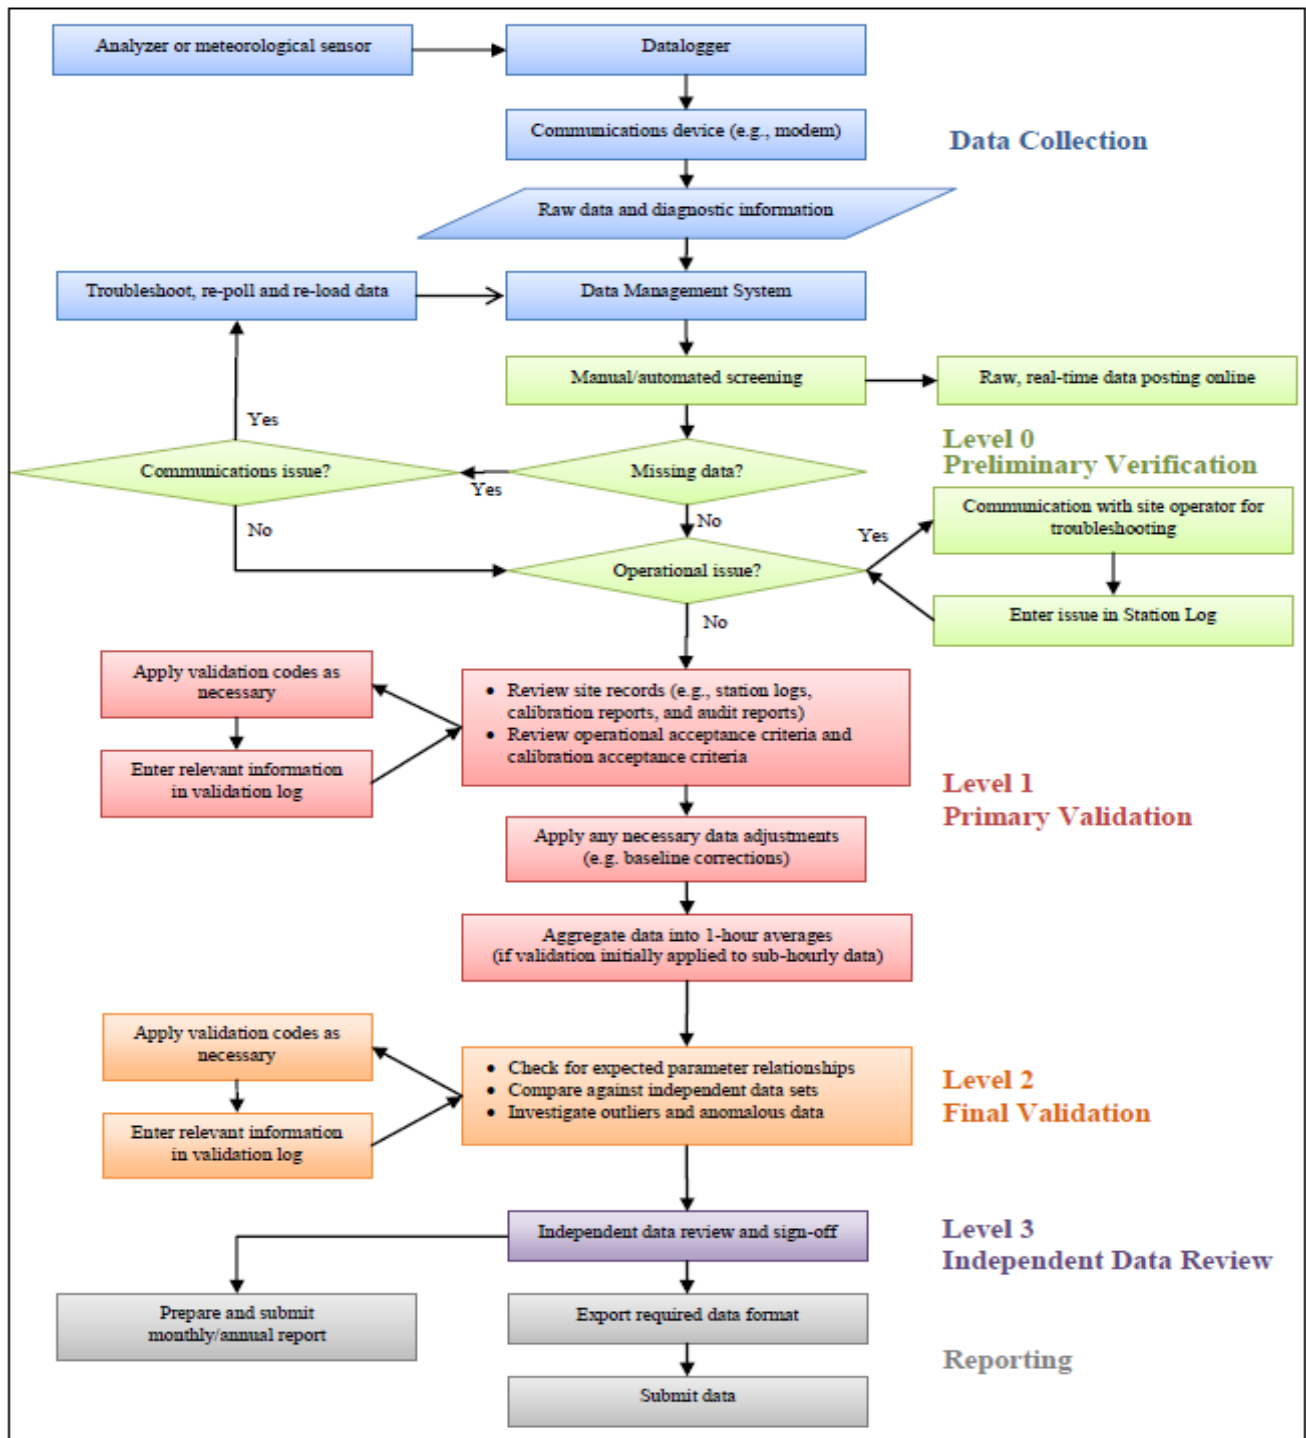 Analyzer or meteorological sensor
Datalogger
Communications device (e.g., modem)
Data Collection
Raw data and diagnostic information
Troubleshoot, re-poll and re-load data
Data Management System
Manual/automated screening
Raw, real-time data posting online
Yes
Level 0
Preliminary Verification
Communications issue?
Missing data?
Yes
No
No
Communication with site operator for
troubleshooting
Yes
Operational issue?
Enter issue in Station Log
No
Apply validation codes as
necessary
Enter relevant information
in validation log
• Review site records (e.g., station logs,
calibration reports, and audit reports)
• Review operational acceptance criteria and
calibration acceptance criteria
Level 1
Primary Validation
Apply any necessary data adjustments
(e.g. baseline corrections)
Aggregate data into 1-hour averages
(if validation initially applied to sub-hourly data)
Apply validation codes as
necessary
Enter relevant information
in validation log
• Check for expected parameter relationships
• Compare against independent data sets
• Investigate outliers and anomalous data
Level 2
Final Validation
Independent data review and sign-off
Level 3
Independent Data Review
Prepare and submit
monthly/annual report
Export required data format
Reporting
Submit data